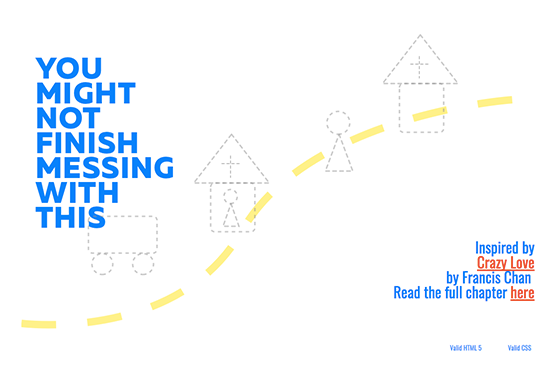 YOU
MIGHT
NOT
FINISH
MESSING
WITH
THIS
Inspired by
Crazy Love
by Francis Chan
Read the full chapter here
Valid HTML 5 Valid CSS